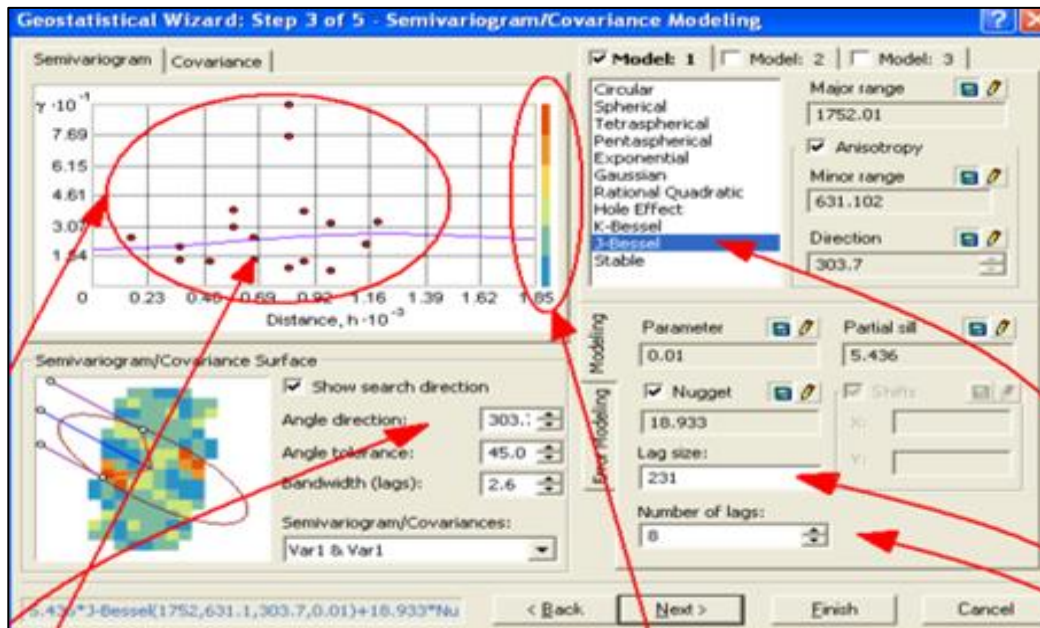 Geostatistical Wizard: Step 3 of 5 - Semivariogram/Covariance Modeling
Semivariogram Covariance
γ·10⁻¹
7.69
6.15
4.61
3.07
1.54
0 0.23 0.46 0.69 0.92 1.16 1.39 1.62 1.85
Distance, h·10⁻³
Semivariogram/Covariance Surface
Show search direction
Angle direction: 303.
Angle tolerance: 45.0
Bandwidth (lags): 2.6
Semivariogram/Covariances:
Var1 & Var1
Model: 1 Model: 2 Model: 3
Circular
Spherical
Tetraspherical
Pentaspherical
Exponential
Gaussian
Rational Quadratic
Hole Effect
K-Bessel
J-Bessel
Stable
Major range
1752.01
Anisotropy
Minor range
631.102
Direction
303.7
Modeling
Error Modeling
Parameter
0.01
Partial sill
5.436
Nugget
18.933
Shifts
X:
Y:
Lag size:
231
Number of lags:
8
5.436*J-Bessel(1752,631.1,303.7,0.01)+18.933*Nu
< Back Next > Finish Cancel